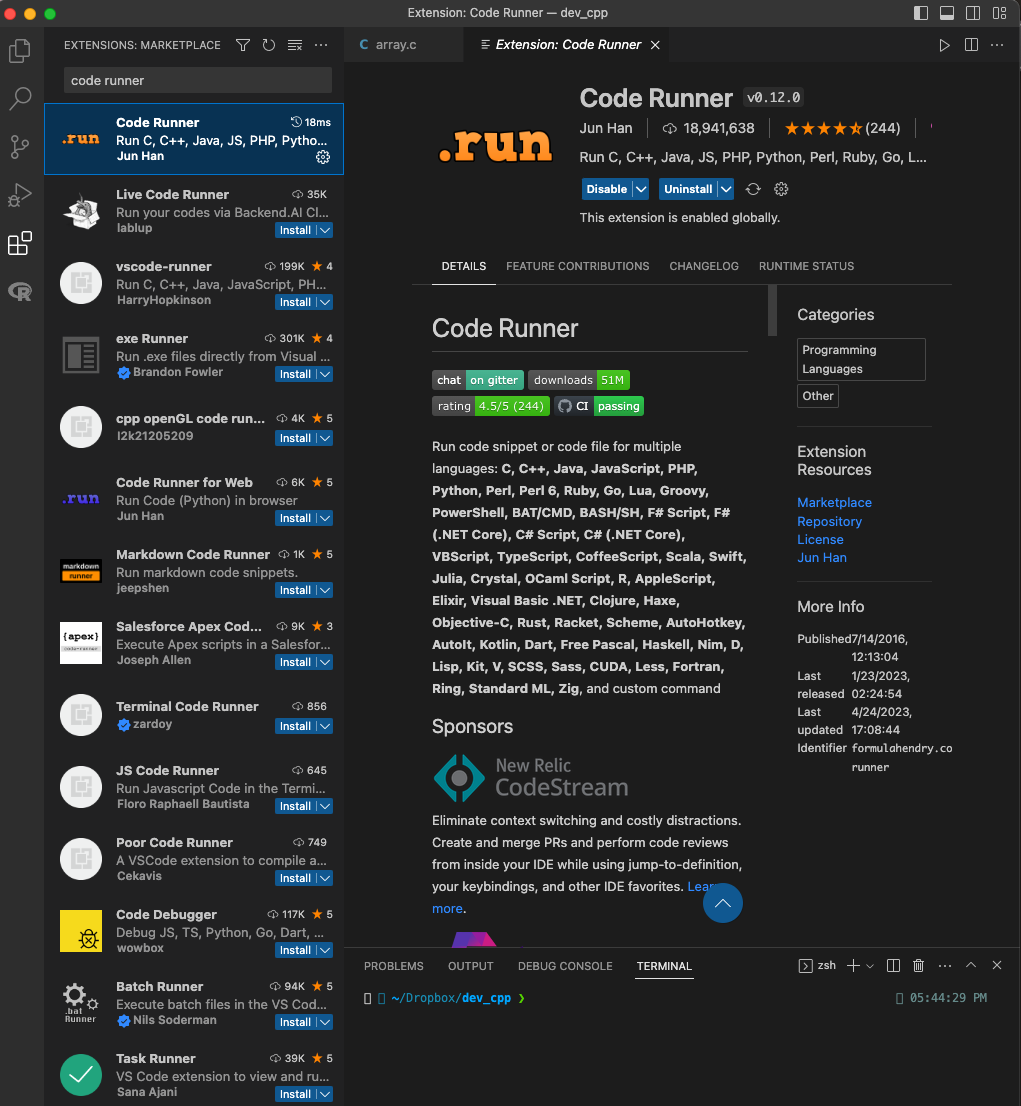 Extension: Code Runner — dev_cpp
EXTENSIONS: MARKETPLACE
code runner
.run
Code Runner
18ms
Run C, C++, Java, JS, PHP, Pytho...
Jun Han
Live Code Runner
35K
Run your codes via Backend.AI Cl...
lablup
Install
vscode-runner
199K ★ 4
Run C, C++, Java, JavaScript, PH...
HarryHopkinson
Install
exe Runner
301K ★ 4
Run .exe files directly from Visual ...
Brandon Fowler
Install
cpp openGL code run...
4K ★ 5
l2k21205209
Install
.run
Code Runner for Web
6K ★ 5
Run Code (Python) in browser
Jun Han
Install
markdown
runner
Markdown Code Runner
1K ★ 5
Run markdown code snippets.
jeepshen
Install
{apex}
code-runner
Salesforce Apex Cod...
9K ★ 3
Execute Apex scripts in a Salesfor...
Joseph Allen
Install
Terminal Code Runner
856
zardoy
Install
JS Code Runner
645
Run Javascript Code in the Termi...
Floro Raphaell Bautista
Install
Poor Code Runner
749
A VSCode extension to compile a...
Cekavis
Install
Code Debugger
117K ★ 5
Debug JS, TS, Python, Go, Dart, ...
wowbox
Install
.bat
Runner
Batch Runner
94K ★ 5
Execute batch files in the VS Cod...
Nils Soderman
Install
Task Runner
39K ★ 5
VS Code extension to view and ru...
Sana Ajani
Install
C array.c
Extension: Code Runner
.run
Code Runner v0.12.0
Jun Han
18,941,638
(244)
Run C, C++, Java, JS, PHP, Python, Perl, Ruby, Go, L...
Disable
Uninstall
This extension is enabled globally.
DETAILS FEATURE CONTRIBUTIONS CHANGELOG RUNTIME STATUS
Code Runner
chat on gitter downloads 51M
rating 4.5/5 (244) CI passing
Run code snippet or code file for multiple
languages: C, C++, Java, JavaScript, PHP,
Python, Perl, Perl 6, Ruby, Go, Lua, Groovy,
PowerShell, BAT/CMD, BASH/SH, F# Script, F#
(.NET Core), C# Script, C# (.NET Core),
VBScript, TypeScript, CoffeeScript, Scala, Swift,
Julia, Crystal, OCaml Script, R, AppleScript,
Elixir, Visual Basic .NET, Clojure, Haxe,
Objective-C, Rust, Racket, Scheme, AutoHotkey,
AutoIt, Kotlin, Dart, Free Pascal, Haskell, Nim, D,
Lisp, Kit, V, SCSS, Sass, CUDA, Less, Fortran,
Ring, Standard ML, Zig, and custom command
Sponsors
New Relic
CodeStream
Eliminate context switching and costly distractions.
Create and merge PRs and perform code reviews
from inside your IDE while using jump-to-definition,
your keybindings, and other IDE favorites. Lear
more.
Categories
Programming
Languages
Other
Extension
Resources
Marketplace
Repository
License
Jun Han
More Info
Published 7/14/2016,
12:13:04
Last 1/23/2023,
released 02:24:54
Last 4/24/2023,
updated 17:08:44
Identifier formulahendry.co
runner
PROBLEMS OUTPUT DEBUG CONSOLE TERMINAL
zsh
~/Dropbox/dev_cpp ❯
05:44:29 PM